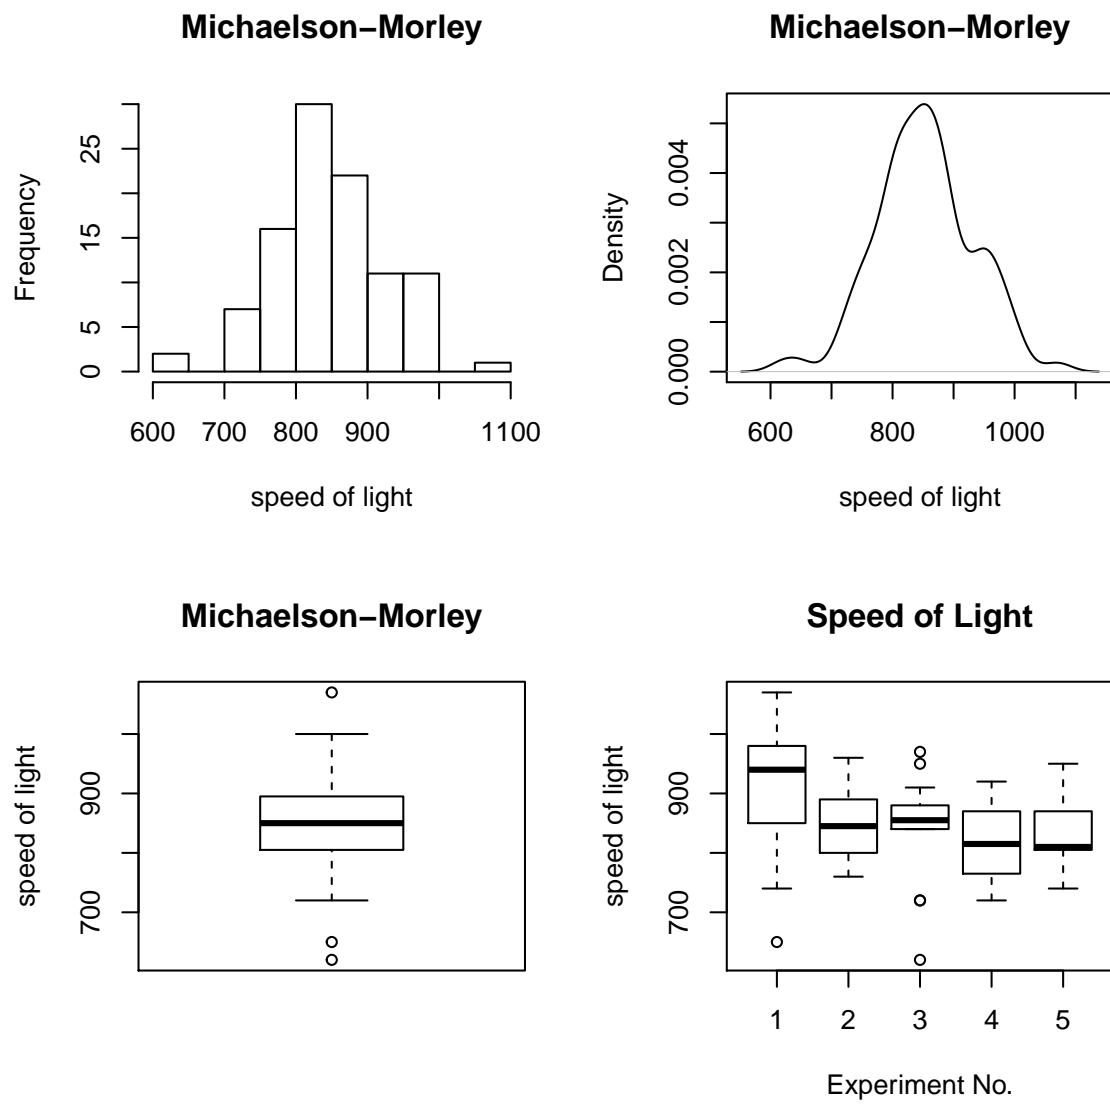 Michaelson−Morley
Frequency
0 5 15 25
600 700 800 900 1100
speed of light
Michaelson−Morley
Density
0.000 0.002 0.004
600 800 1000
speed of light
Michaelson−Morley
speed of light
700 900
Speed of Light
speed of light
700 900
1 2 3 4 5
Experiment No.